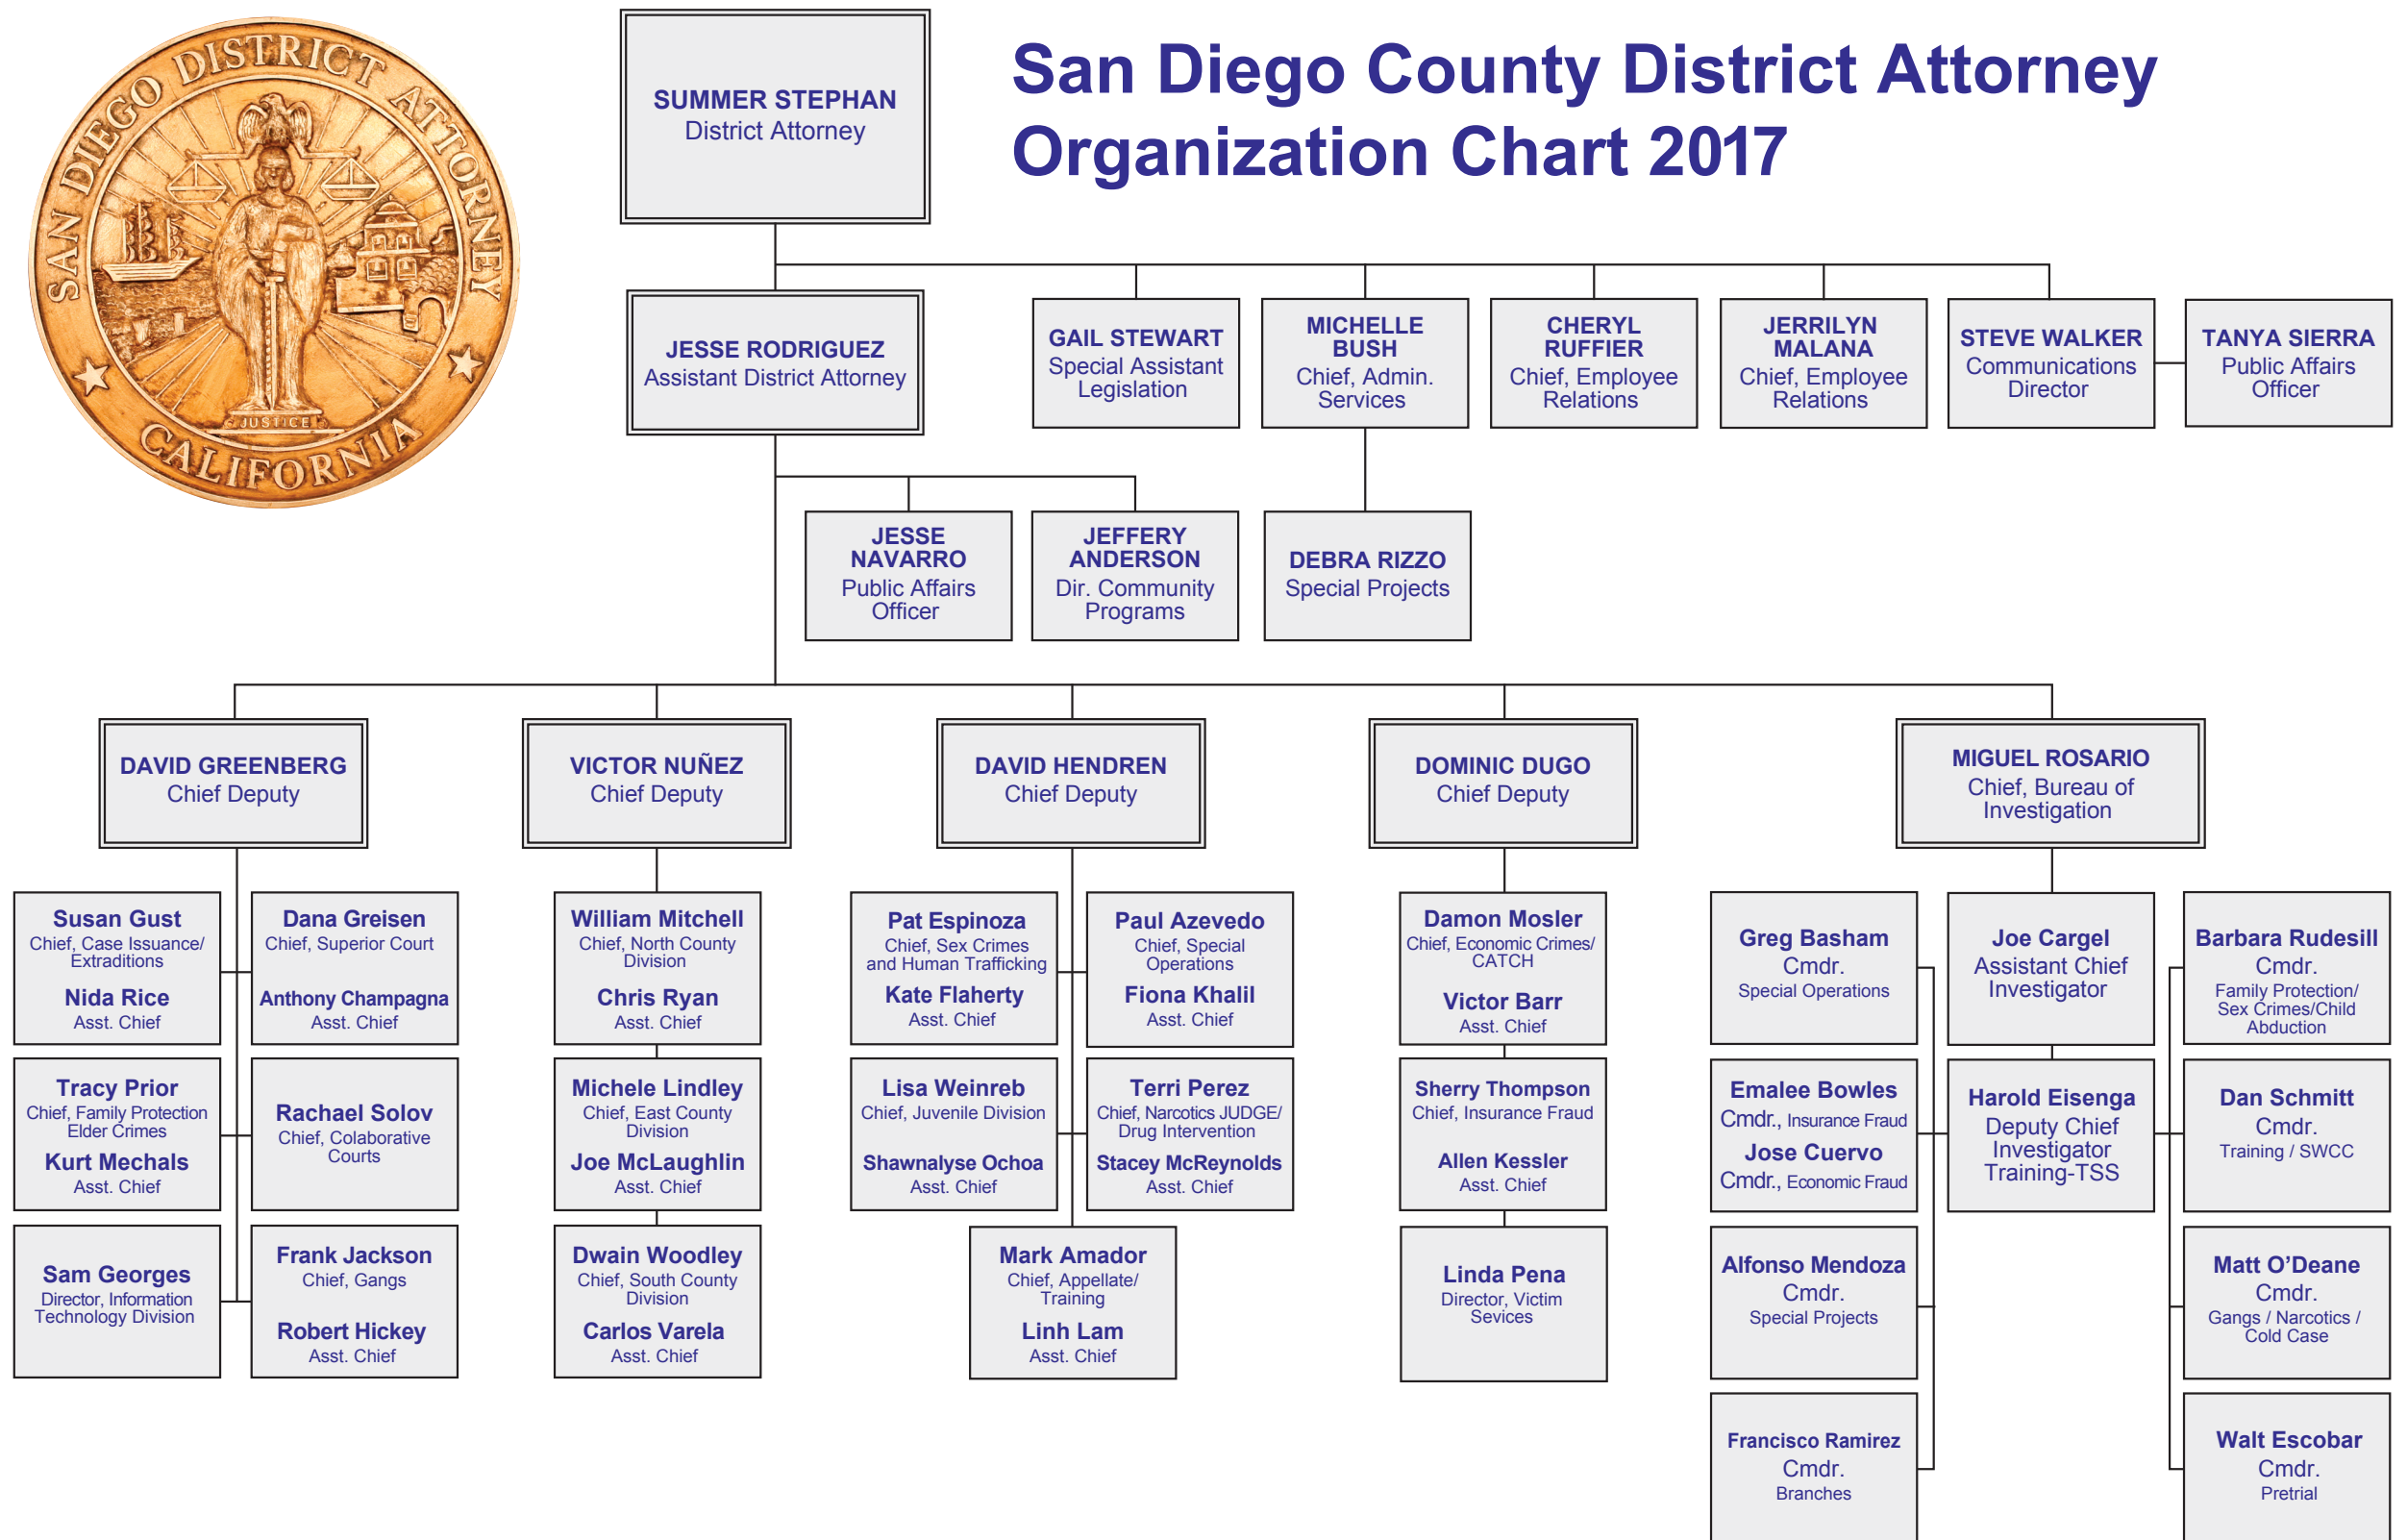 SAN DIEGO DISTRICT ATTORNEY
CALIFORNIA
JUSTICE
San Diego County District Attorney
Organization Chart 2017
SUMMER STEPHAN
District Attorney
JESSE RODRIGUEZ
Assistant District Attorney
GAIL STEWART
Special Assistant
Legislation
MICHELLE
BUSH
Chief, Admin.
Services
CHERYL
RUFFIER
Chief, Employee
Relations
JERRILYN
MALANA
Chief, Employee
Relations
STEVE WALKER
Communications
Director
TANYA SIERRA
Public Affairs
Officer
JESSE
NAVARRO
Public Affairs
Officer
JEFFERY
ANDERSON
Dir. Community
Programs
DEBRA RIZZO
Special Projects
DAVID GREENBERG
Chief Deputy
VICTOR NUÑEZ
Chief Deputy
DAVID HENDREN
Chief Deputy
DOMINIC DUGO
Chief Deputy
MIGUEL ROSARIO
Chief, Bureau of
Investigation
Susan Gust
Chief, Case Issuance/
Extraditions
Nida Rice
Asst. Chief
Dana Greisen
Chief, Superior Court
Anthony Champagna
Asst. Chief
Tracy Prior
Chief, Family Protection
Elder Crimes
Kurt Mechals
Asst. Chief
Rachael Solov
Chief, Colaborative
Courts
Sam Georges
Director, Information
Technology Division
Frank Jackson
Chief, Gangs
Robert Hickey
Asst. Chief
William Mitchell
Chief, North County
Division
Chris Ryan
Asst. Chief
Michele Lindley
Chief, East County
Division
Joe McLaughlin
Asst. Chief
Dwain Woodley
Chief, South County
Division
Carlos Varela
Asst. Chief
Pat Espinoza
Chief, Sex Crimes
and Human Trafficking
Kate Flaherty
Asst. Chief
Paul Azevedo
Chief, Special
Operations
Fiona Khalil
Asst. Chief
Lisa Weinreb
Chief, Juvenile Division
Shawnalyse Ochoa
Asst. Chief
Terri Perez
Chief, Narcotics JUDGE/
Drug Intervention
Stacey McReynolds
Asst. Chief
Mark Amador
Chief, Appellate/
Training
Linh Lam
Asst. Chief
Damon Mosler
Chief, Economic Crimes/
CATCH
Victor Barr
Asst. Chief
Sherry Thompson
Chief, Insurance Fraud
Allen Kessler
Asst. Chief
Linda Pena
Director, Victim
Sevices
Greg Basham
Cmdr.
Special Operations
Joe Cargel
Assistant Chief
Investigator
Barbara Rudesill
Cmdr.
Family Protection/
Sex Crimes/Child
Abduction
Emalee Bowles
Cmdr., Insurance Fraud
Jose Cuervo
Cmdr., Economic Fraud
Harold Eisenga
Deputy Chief
Investigator
Training-TSS
Dan Schmitt
Cmdr.
Training / SWCC
Alfonso Mendoza
Cmdr.
Special Projects
Matt O’Deane
Cmdr.
Gangs / Narcotics /
Cold Case
Francisco Ramirez
Cmdr.
Branches
Walt Escobar
Cmdr.
Pretrial